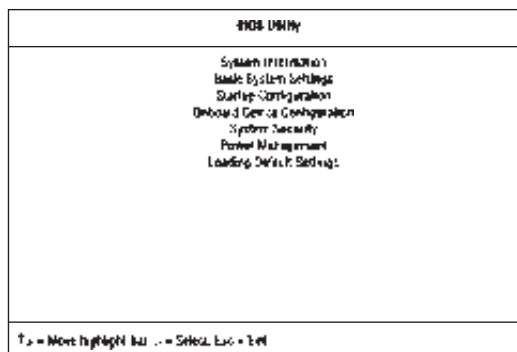 BIOS Utility
System Information
Basic System Settings
Startup Configuration
Onboard Device Configuration
System Security
Power Management
Loading Default Settings
= Move highlight bar = Select, Esc = Exit